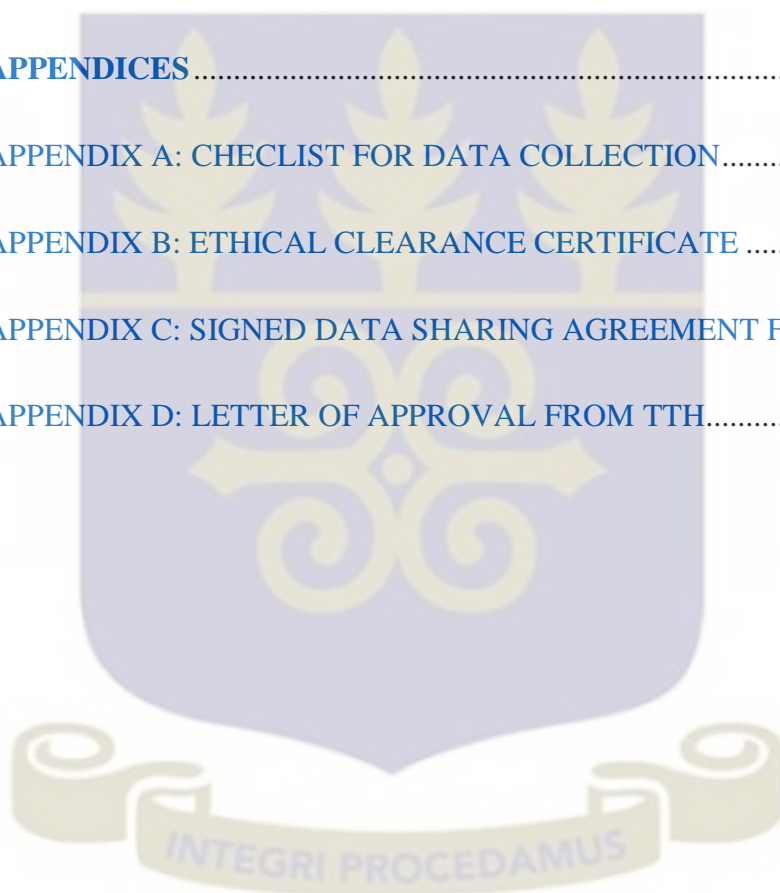 APPENDICES................................................................
APPENDIX A: CHECLIST FOR DATA COLLECTION.........
APPENDIX B: ETHICAL CLEARANCE CERTIFICATE .....
APPENDIX C: SIGNED DATA SHARING AGREEMENT F
APPENDIX D: LETTER OF APPROVAL FROM TTH..........
INTEGRI PROCEDAMUS